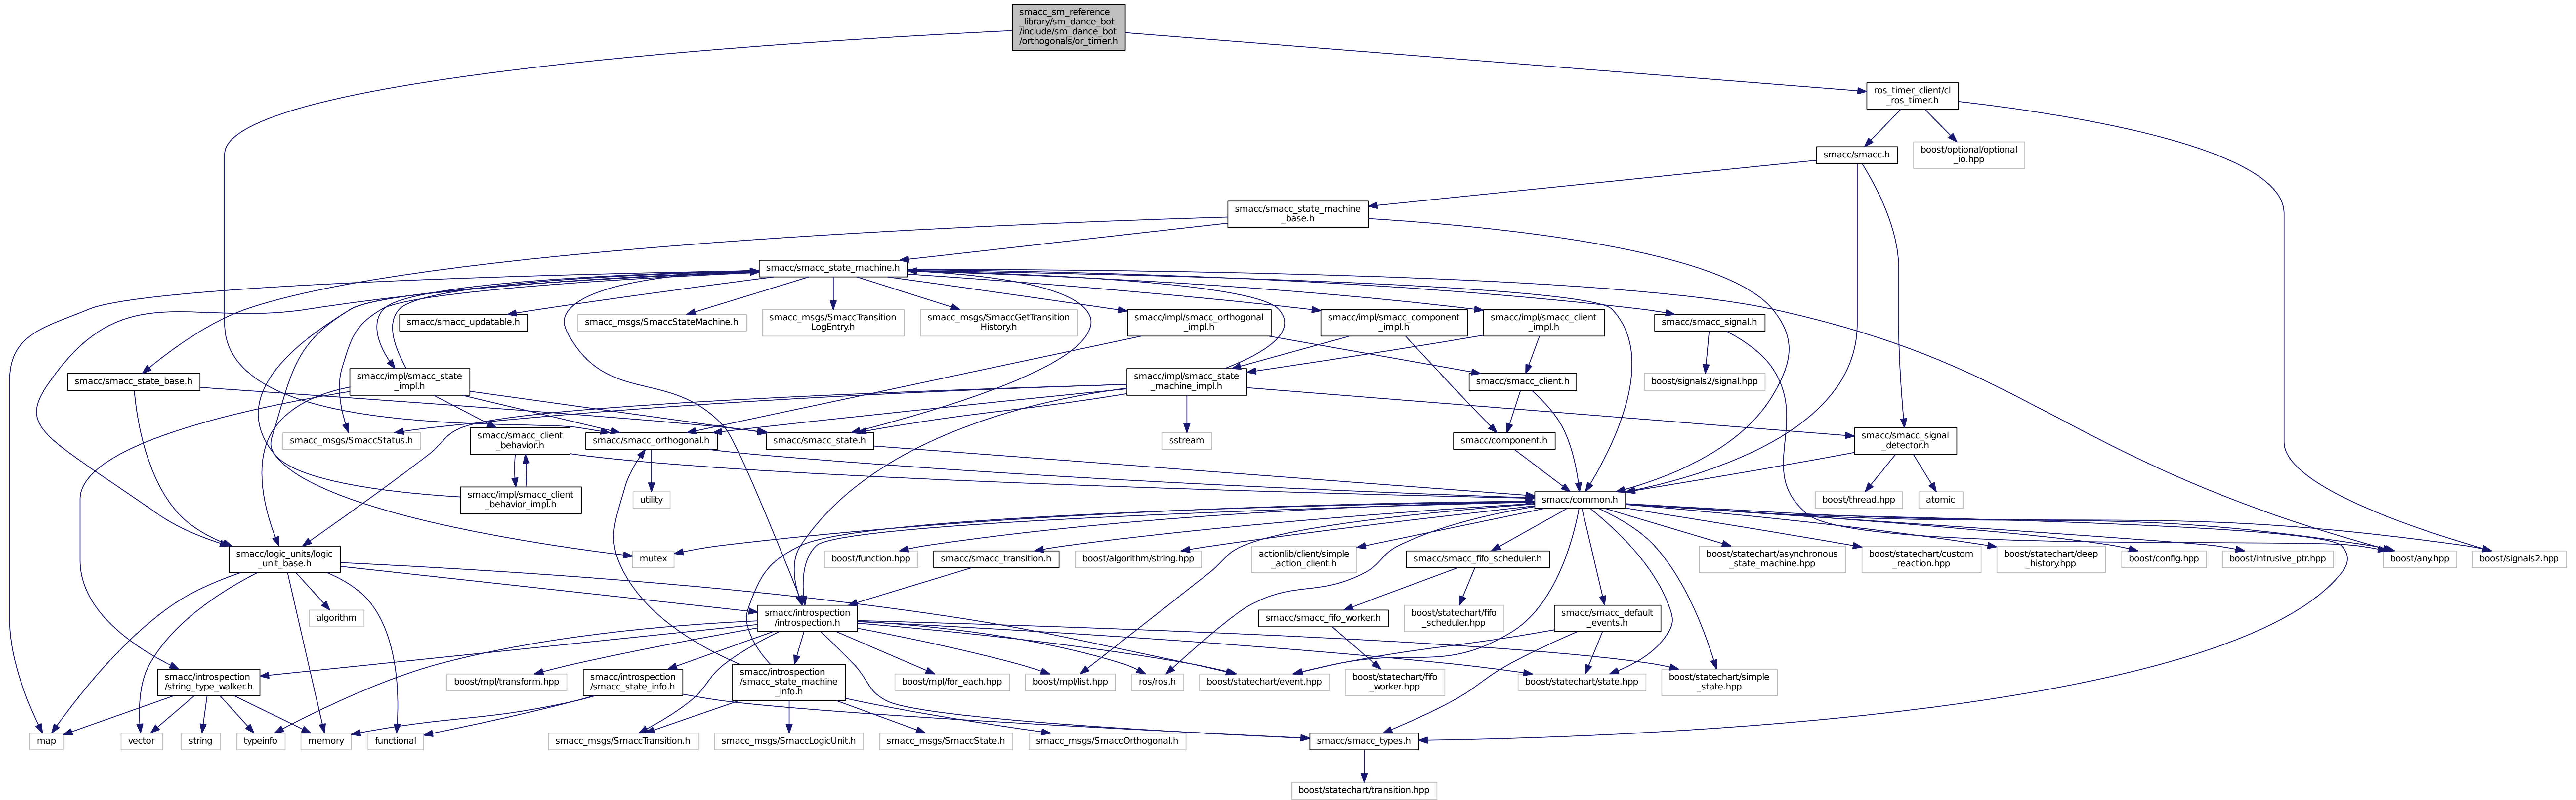 smacc_sm_reference
_library/sm_dance_bot
/include/sm_dance_bot
/orthogonals/or_timer.h
ros_timer_client/cl
_ros_timer.h
smacc/smacc.h
boost/optional/optional
_io.hpp
smacc/smacc_state_machine
_base.h
smacc/smacc_state_machine.h
smacc/smacc_updatable.h
smacc_msgs/SmaccStateMachine.h
smacc_msgs/SmaccTransition
LogEntry.h
smacc_msgs/SmaccGetTransition
History.h
smacc/impl/smacc_orthogonal
_impl.h
smacc/impl/smacc_component
_impl.h
smacc/impl/smacc_client
_impl.h
smacc/smacc_signal.h
smacc/smacc_state_base.h
smacc/impl/smacc_state
_impl.h
smacc/impl/smacc_state
_machine_impl.h
smacc/smacc_client.h
boost/signals2/signal.hpp
smacc_msgs/SmaccStatus.h
smacc/smacc_client
_behavior.h
smacc/smacc_orthogonal.h
smacc/smacc_state.h
sstream
smacc/component.h
smacc/smacc_signal
_detector.h
smacc/impl/smacc_client
_behavior_impl.h
utility
smacc/common.h
boost/thread.hpp
atomic
smacc/logic_units/logic
_unit_base.h
mutex
boost/function.hpp
smacc/smacc_transition.h
boost/algorithm/string.hpp
actionlib/client/simple
_action_client.h
smacc/smacc_fifo_scheduler.h
boost/statechart/asynchronous
_state_machine.hpp
boost/statechart/custom
_reaction.hpp
boost/statechart/deep
_history.hpp
boost/config.hpp
boost/intrusive_ptr.hpp
boost/any.hpp
boost/signals2.hpp
algorithm
smacc/introspection
/introspection.h
smacc/smacc_fifo_worker.h
boost/statechart/fifo
_scheduler.hpp
smacc/smacc_default
_events.h
smacc/introspection
/string_type_walker.h
boost/mpl/transform.hpp
smacc/introspection
/smacc_state_info.h
smacc/introspection
/smacc_state_machine
_info.h
boost/mpl/for_each.hpp
boost/mpl/list.hpp
ros/ros.h
boost/statechart/event.hpp
boost/statechart/fifo
_worker.hpp
boost/statechart/state.hpp
boost/statechart/simple
_state.hpp
map
vector
string
typeinfo
memory
functional
smacc_msgs/SmaccTransition.h
smacc_msgs/SmaccLogicUnit.h
smacc_msgs/SmaccState.h
smacc_msgs/SmaccOrthogonal.h
smacc/smacc_types.h
boost/statechart/transition.hpp